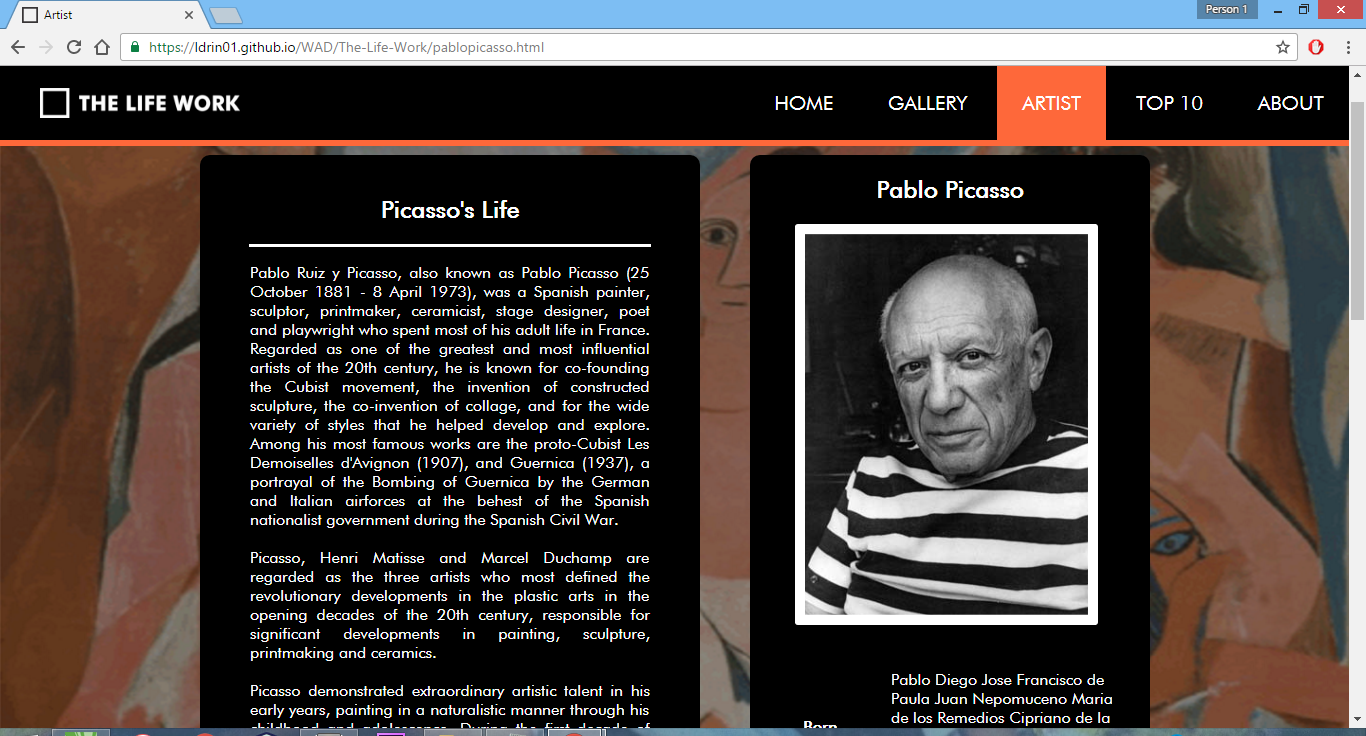 Artist
Person 1
https://ldrin01.github.io/WAD/The-Life-Work/pablopicasso.html
THE LIFE WORK
HOME
GALLERY
ARTIST
TOP 10
ABOUT
Picasso's Life
Pablo Ruiz y Picasso, also known as Pablo Picasso (25
October 1881 - 8 April 1973), was a Spanish painter,
sculptor, printmaker, ceramicist, stage designer, poet
and playwright who spent most of his adult life in France.
Regarded as one of the greatest and most influential
artists of the 20th century, he is known for co-founding
the Cubist movement, the invention of constructed
sculpture, the co-invention of collage, and for the wide
variety of styles that he helped develop and explore.
Among his most famous works are the proto-Cubist Les
Demoiselles d'Avignon (1907), and Guernica (1937), a
portrayal of the Bombing of Guernica by the German
and Italian airforces at the behest of the Spanish
nationalist government during the Spanish Civil War.
Picasso, Henri Matisse and Marcel Duchamp are
regarded as the three artists who most defined the
revolutionary developments in the plastic arts in the
opening decades of the 20th century, responsible for
significant developments in painting, sculpture,
printmaking and ceramics.
Picasso demonstrated extraordinary artistic talent in his
early years, painting in a naturalistic manner through his
childhood and adolescence. During the first decade of
Pablo Picasso
Pablo Diego Jose Francisco de
Paula Juan Nepomuceno Maria
de los Remedios Cipriano de la
Born